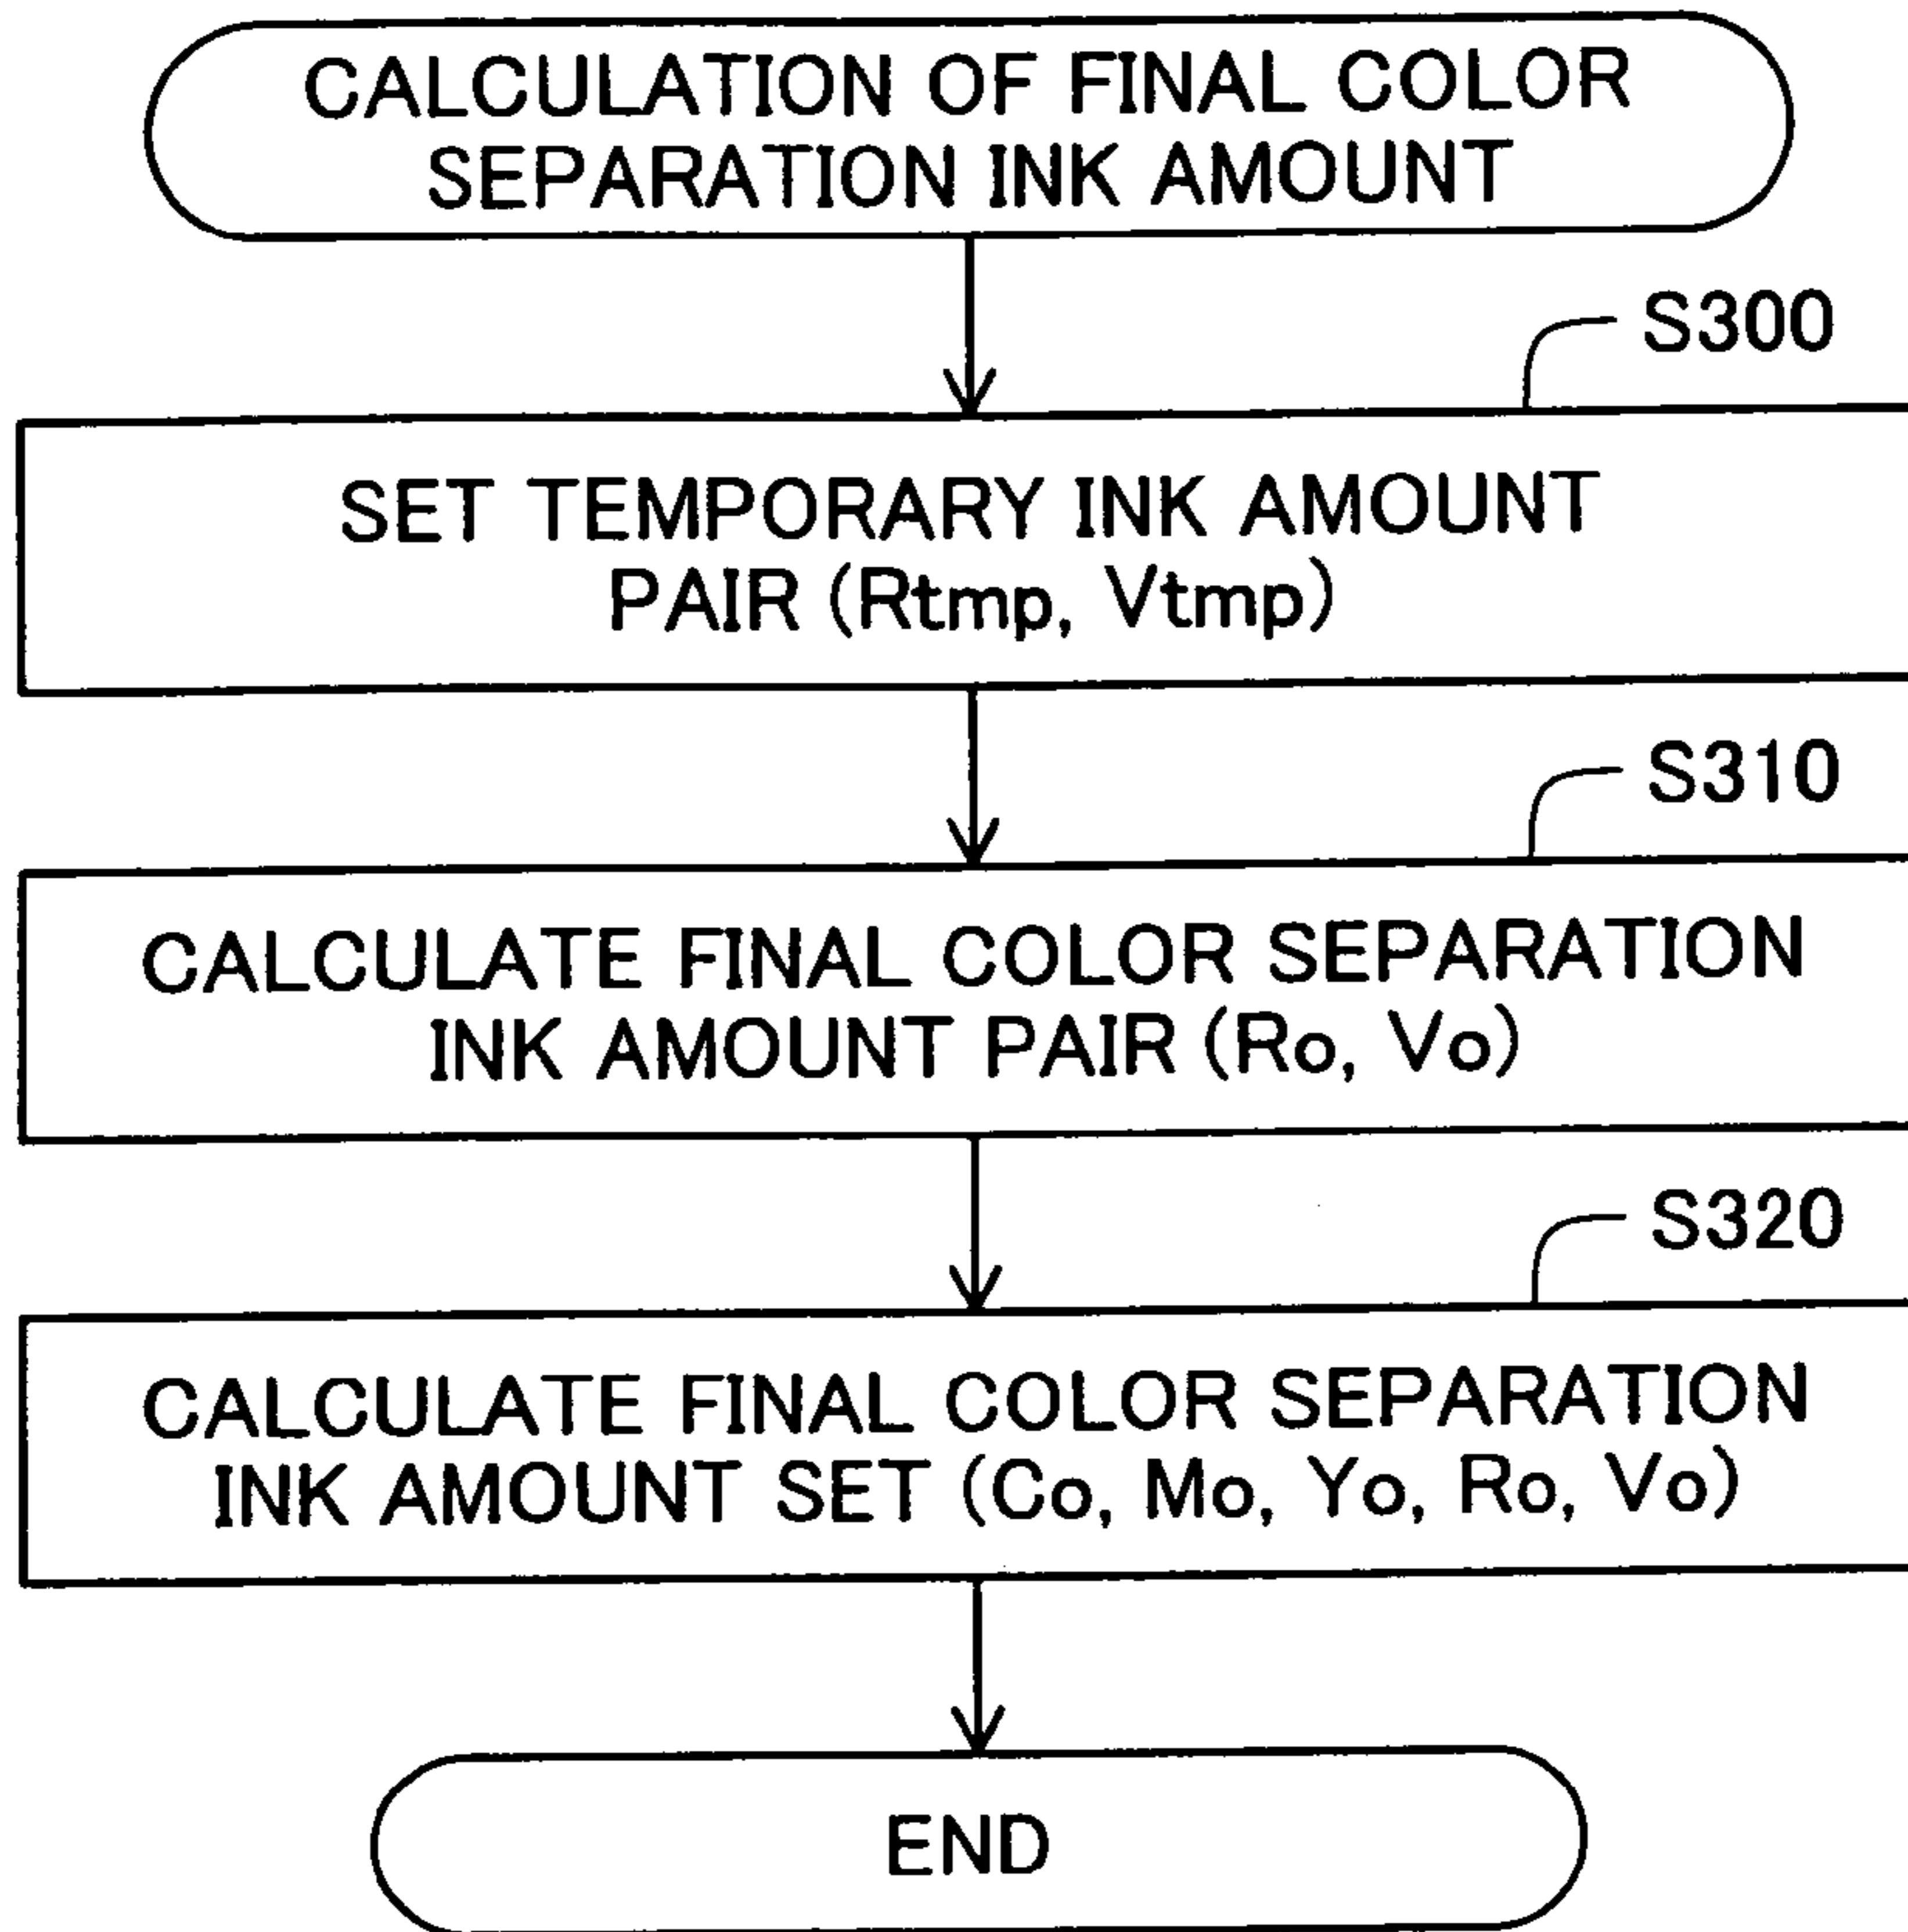 CALCULATION OF FINAL COLOR
SEPARATION INK AMOUNT
S300
SET TEMPORARY INK AMOUNT
PAIR (Rtmp, Vtmp)
S310
CALCULATE FINAL COLOR SEPARATION
INK AMOUNT PAIR (Ro, Vo)
S320
CALCULATE FINAL COLOR SEPARATION
INK AMOUNT SET (Co, Mo, Yo, Ro, Vo)
END